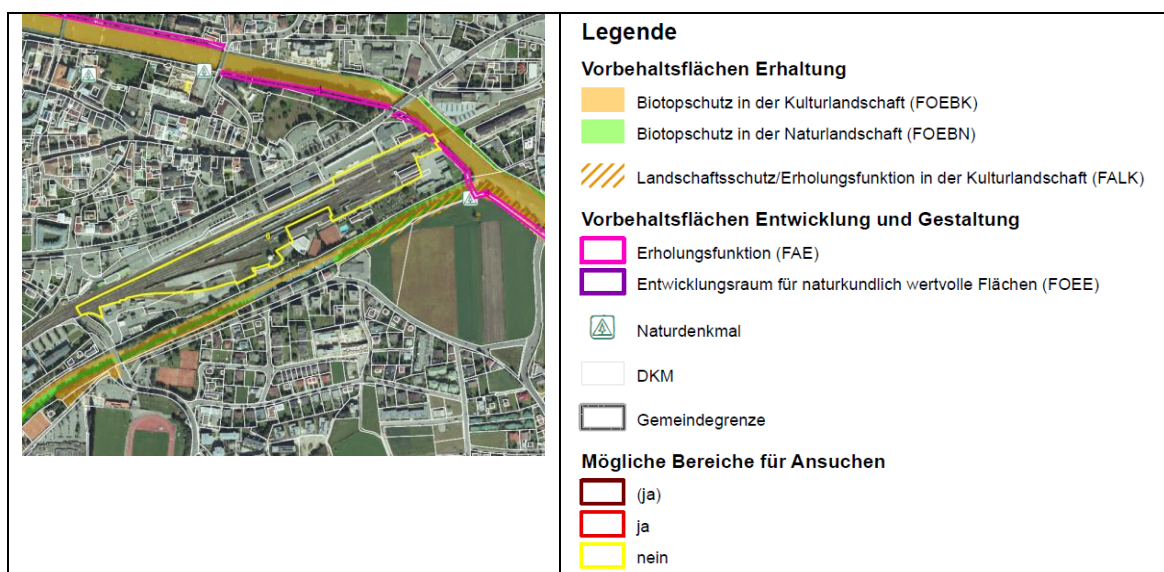 Legende
Vorbehaltsflächen Erhaltung
Biotopschutz in der Kulturlandschaft (FOEBK)
Biotopschutz in der Naturlandschaft (FOEBN)
Landschaftsschutz/Erholungsfunktion in der Kulturlandschaft (FALK)
Vorbehaltsflächen Entwicklung und Gestaltung
Erholungsfunktion (FAE)
Entwicklungsraum für naturkundlich wertvolle Flächen (FOEE)
Naturdenkmal
DKM
Gemeindegrenze
Mögliche Bereiche für Ansuchen
(ja)
ja
nein